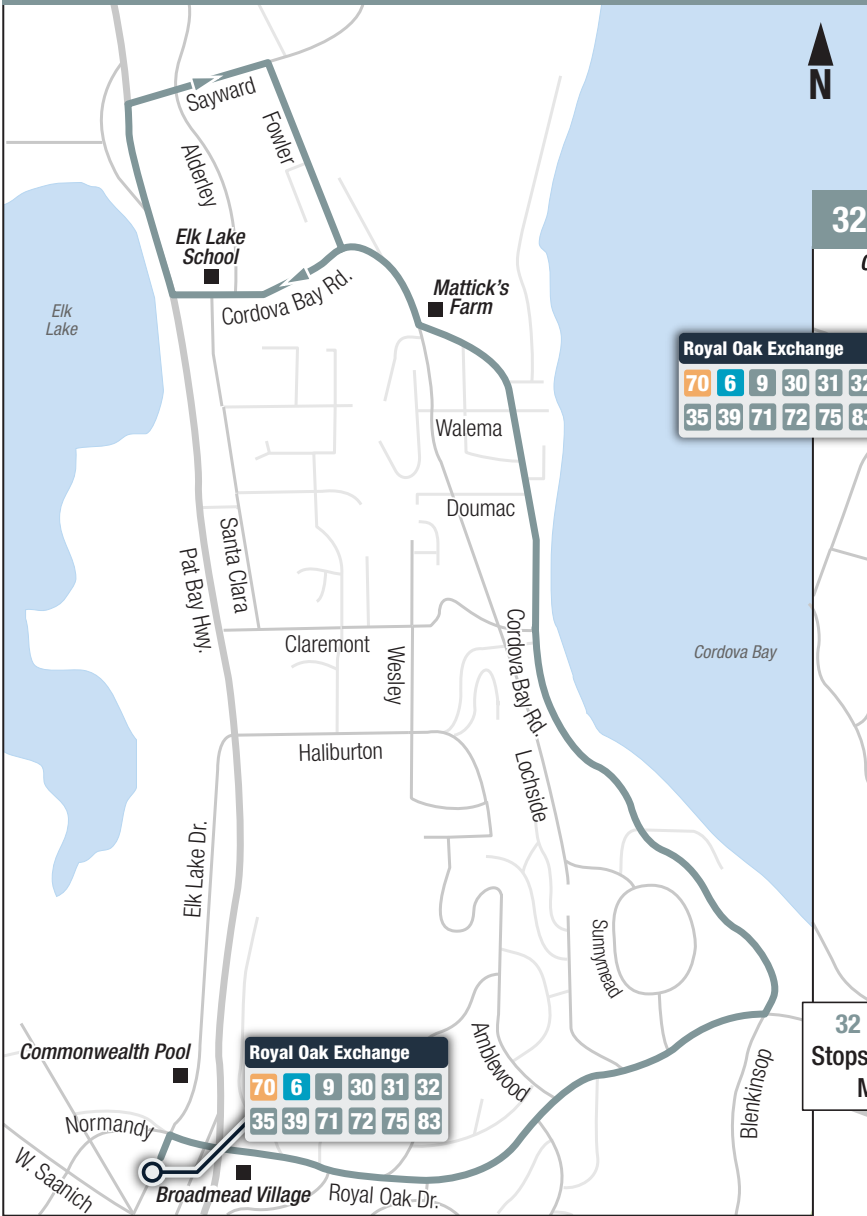 N
Sayward
Fowler
Alderley
Elk Lake
School
Cordova Bay Rd.
Mattick's
Farm
Elk
Lake
32
Royal Oak Exchange
70 6 9 30 31 32
35 39 71 72 75 83
Walema
Doumac
Santa Clara
Pat Bay Hwy.
Claremont
Wesley
Cordova Bay Rd.
Cordova Bay
Haliburton
Lochside
Elk Lake Dr.
Sunnymead
32
Stops
M
Commonwealth Pool
Royal Oak Exchange
70 6 9 30 31 32
35 39 71 72 75 83
Amblewood
Blenkinsop
Normandy
W. Saanich
Broadmead Village
Royal Oak Dr.